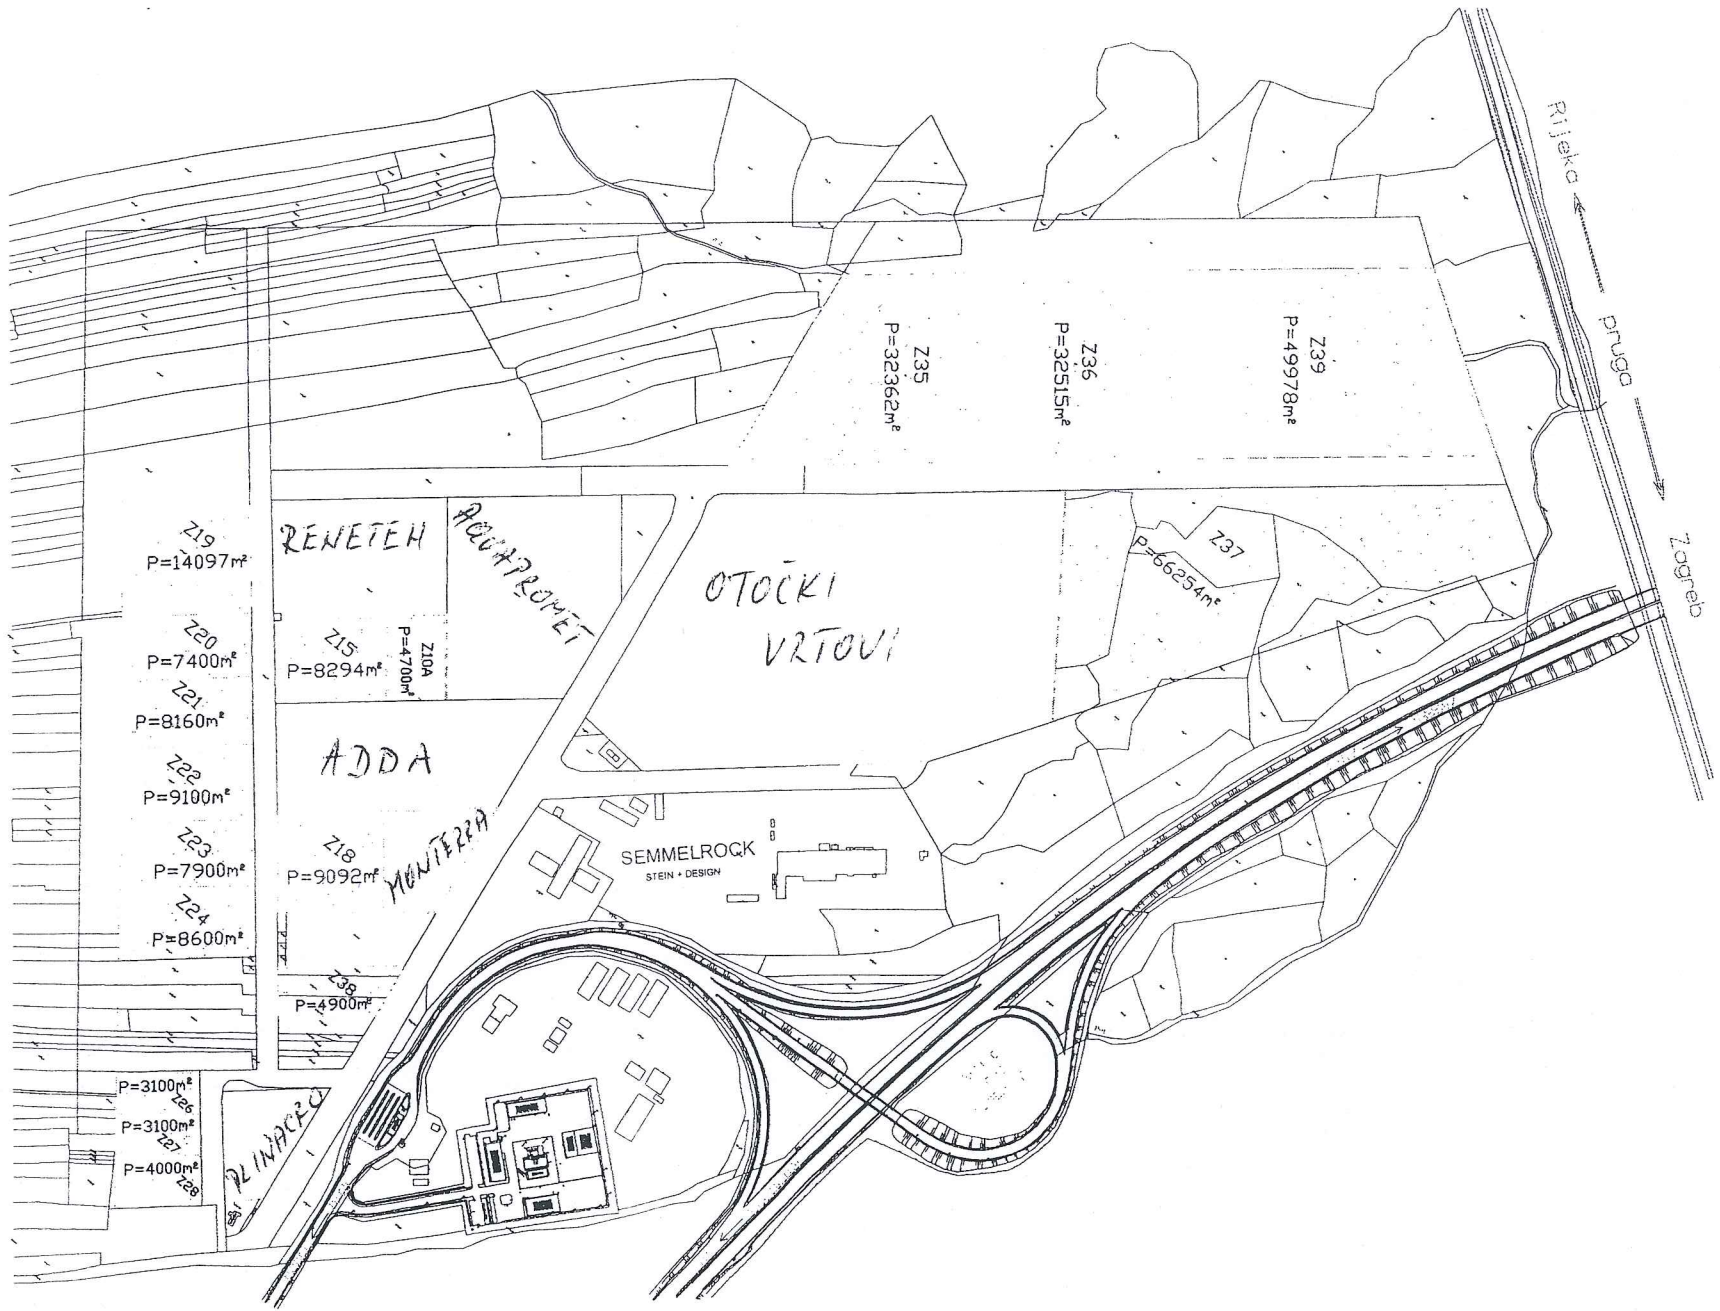 Rijeka
pruga
Zagreb
Z35
P=32362m²
Z36
P=32515m²
Z39
P=49978m²
Z19
P=14097m²
RENETEH
AQUAPROMET
OTOČKI
VRTOVI
Z37
P=66254m²
Z20
P=7400m²
Z15
P=8294m²
Z10A
P=4700m²
Z21
P=8160m²
ADDA
Z22
P=9100m²
MONTERRA
Z23
P=7900m²
Z18
P=9092m²
SEMMELROCK
STEIN + DESIGN
Z24
P=8600m²
Z38
P=4900m²
P=3100m²
Z26
P=3100m²
Z27
P=4000m²
Z28
PLINACRO